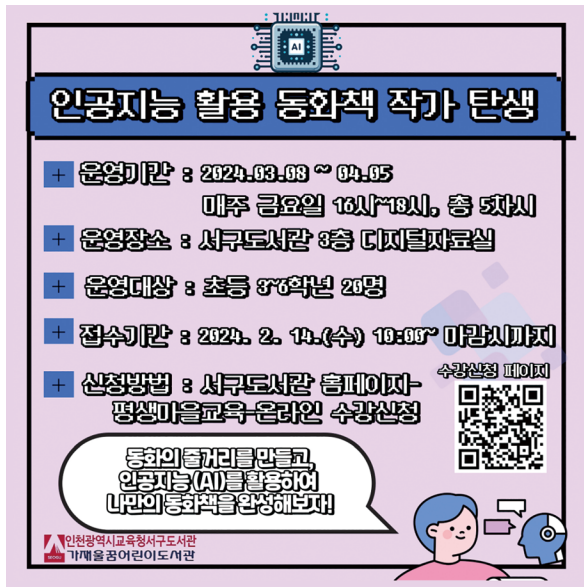 AI
인공지능 활용 동화책 작가 탄생
+ 운영기간 : 2024.03.08 ~ 04.05
매주 금요일 16시~18시, 총 5차시
+ 운영장소 : 서구도서관 3층 디지털자료실
+ 운영대상 : 초등 3~6학년 20명
+ 접수기간 : 2024. 2. 14.(수) 10:00~ 마감시까지
+ 신청방법 : 서구도서관 홈페이지-
평생마을교육-온라인 수강신청
수강신청 페이지
동화의 줄거리를 만들고,
인공지능(AI)를 활용하여
나만의 동화책을 완성해보자!
인천광역시교육청서구도서관
가재울꿈어린이도서관